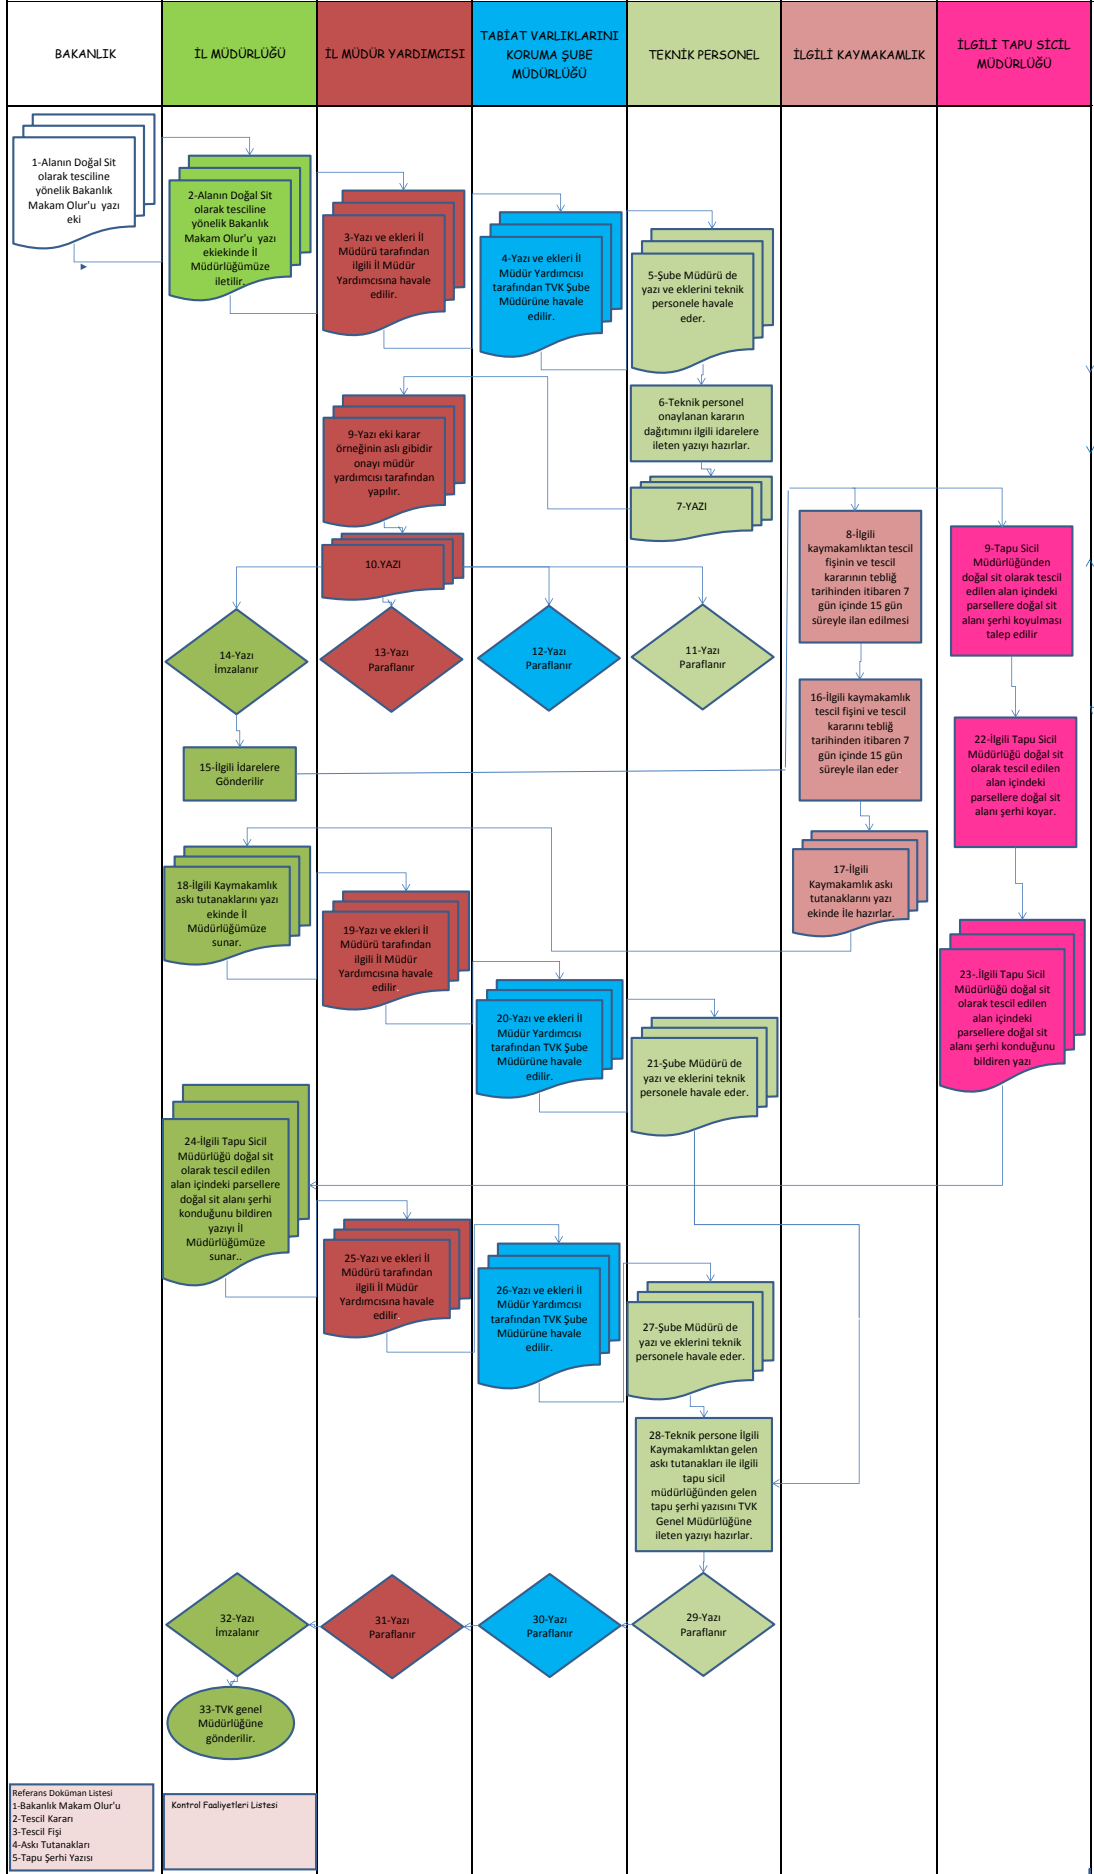 BAKANLIK
İL MÜDÜRLÜĞÜ
İL MÜDÜR YARDIMCISI
TABİAT VARLIKLARINI
KORUMA ŞUBE
MÜDÜRLÜĞÜ
TEKNİK PERSONEL
İLGİLİ KAYMAKAMLIK
İLGİLİ TAPU SİCİL
MÜDÜRLÜĞÜ
1-Alanın Doğal Sit
olarak tesciline
yönelik Bakanlık
Makam Olur'u yazı
eki
2-Alanın Doğal Sit
olarak tesciline
yönelik Bakanlık
Makam Olur'u yazı
ekiekinde İl
Müdürlüğümüze
iletilir.
3-Yazı ve ekleri İl
Müdürü tarafından
ilgili İl Müdür
Yardımcısına havale
edilir.
4-Yazı ve ekleri İl
Müdür Yardımcısı
tarafından TVK Şube
Müdürüne havale
edilir.
5-Şube Müdürü de
yazı ve eklerini teknik
personele havale
eder.
6-Teknik personel
onaylanan kararın
dağıtımını ilgili idarelere
ileten yazıyı hazırlar.
9-Yazı eki karar
örneğinin aslı gibidir
onayı müdür
yardımcısı tarafından
yapılır.
7-YAZI
8-İlgili
kaymakamlıktan tescil
fişinin ve tescil
kararının tebliğ
tarihinden itibaren 7
gün içinde 15 gün
süreyle ilan edilmesi
9-Tapu Sicil
Müdürlüğünden
doğal sit olarak tescil
edilen alan içindeki
parsellere doğal sit
alanı şerhi koyulması
talep edilir
10.YAZI
14-Yazı
İmzalanır
13-Yazı
Paraflanır
12-Yazı
Paraflanır
11-Yazı
Paraflanır
16-İlgili kaymakamlık
tescil fişini ve tescil
kararını tebliğ
tarihinden itibaren 7
gün içinde 15 gün
süreyle ilan eder.
22-İlgili Tapu Sicil
Müdürlüğü doğal sit
olarak tescil edilen
alan içindeki
parsellere doğal sit
alanı şerhi koyar.
15-İlgili İdarelere
Gönderilir
17-İlgili
Kaymakamlık askı
tutanaklarını yazı
ekinde İle hazırlar.
18-İlgili Kaymakamlık
askı tutanaklarını yazı
ekinde İl
Müdürlüğümüze
sunar.
19-Yazı ve ekleri İl
Müdürü tarafından
ilgili İl Müdür
Yardımcısına havale
edilir.
20-Yazı ve ekleri İl
Müdür Yardımcısı
tarafından TVK Şube
Müdürüne havale
edilir.
21-Şube Müdürü de
yazı ve eklerini teknik
personele havale eder.
23-.İlgili Tapu Sicil
Müdürlüğü doğal sit
olarak tescil edilen
alan içindeki
parsellere doğal sit
alanı şerhi konduğunu
bildiren yazı
24-İlgili Tapu Sicil
Müdürlüğü doğal sit
olarak tescil edilen
alan içindeki parsellere
doğal sit alanı şerhi
konduğunu bildiren
yazıyı İl
Müdürlüğümüze
sunar..
25-Yazı ve ekleri İl
Müdürü tarafından
ilgili İl Müdür
Yardımcısına havale
edilir.
26-Yazı ve ekleri İl
Müdür Yardımcısı
tarafından TVK Şube
Müdürüne havale
edilir.
27-Şube Müdürü de
yazı ve eklerini teknik
personele havale eder.
28-Teknik persone İlgili
Kaymakamlıktan gelen
askı tutanakları ile ilgili
tapu sicil
müdürlüğünden gelen
tapu şerhi yazısını TVK
Genel Müdürlüğüne
ileten yazıyı hazırlar.
32-Yazı
İmzalanır
31-Yazı
Paraflanır
30-Yazı
Paraflanır
29-Yazı
Paraflanır
33-TVK genel
Müdürlüğüne
gönderilir.
Referans Doküman Listesi
1-Bakanlık Makam Olur'u
2-Tescil Kararı
3-Tescil Fişi
4-Askı Tutanakları
5-Tapu Şerhi Yazısı
Kontrol Faaliyetleri Listesi